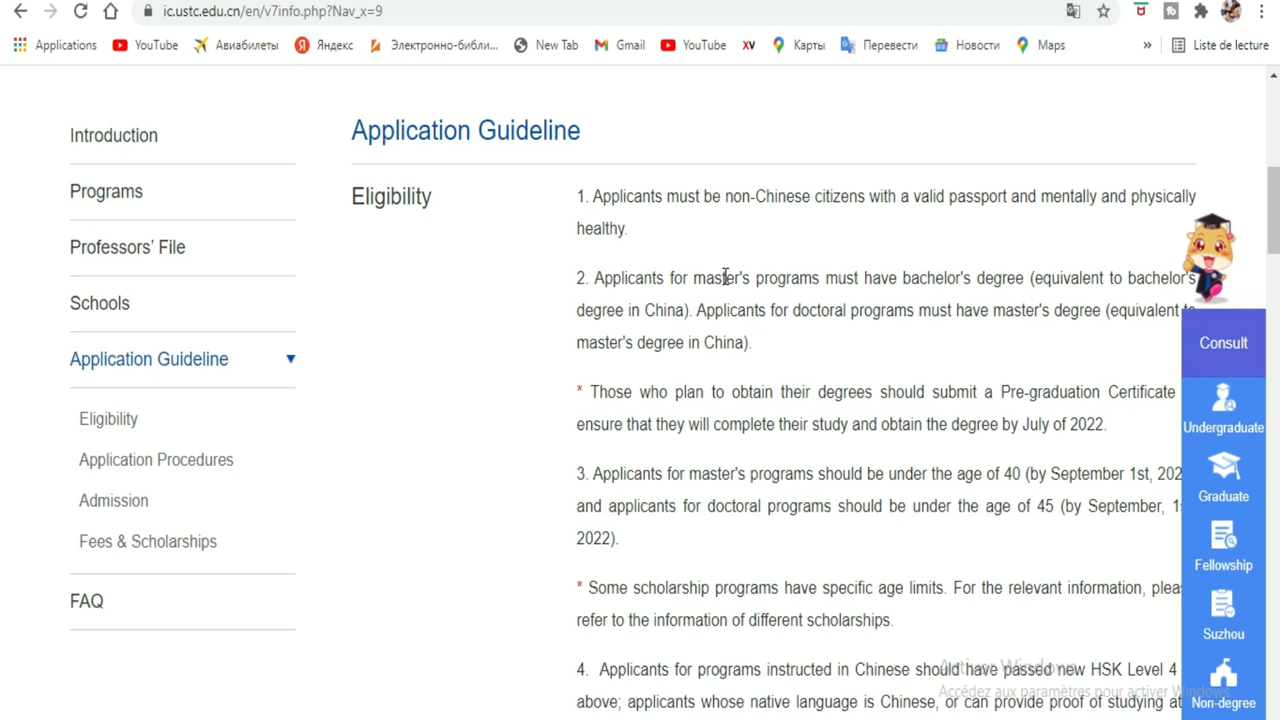 ic.ustc.edu.cn/en/v7info.php?Nav_x=9
Applications YouTube Авиабилеты Яндекс Электронно-библи... New Tab Gmail YouTube XV Карты Перевести Новости Maps » Liste de lecture
Introduction
Programs
Professors' File
Schools
Application Guideline ▼
Eligibility
Application Procedures
Admission
Fees & Scholarships
FAQ
Application Guideline
Eligibility
1. Applicants must be non-Chinese citizens with a valid passport and mentally and physically
healthy.
2. Applicants for master's programs must have bachelor's degree (equivalent to bachelor's
degree in China). Applicants for doctoral programs must have master's degree (equivalent to
master's degree in China).
* Those who plan to obtain their degrees should submit a Pre-graduation Certificate
ensure that they will complete their study and obtain the degree by July of 2022.
3. Applicants for master's programs should be under the age of 40 (by September 1st, 202
and applicants for doctoral programs should be under the age of 45 (by September, 1s
2022).
* Some scholarship programs have specific age limits. For the relevant information, pleas
refer to the information of different scholarships.
4. Applicants for programs instructed in Chinese should have passed new HSK Level 4
above; applicants whose native language is Chinese, or can provide proof of studying at
Consult
Undergraduate
Graduate
Fellowship
Suzhou
Non-degree
Activer Windows
Accédez aux paramètres pour activer Windows.